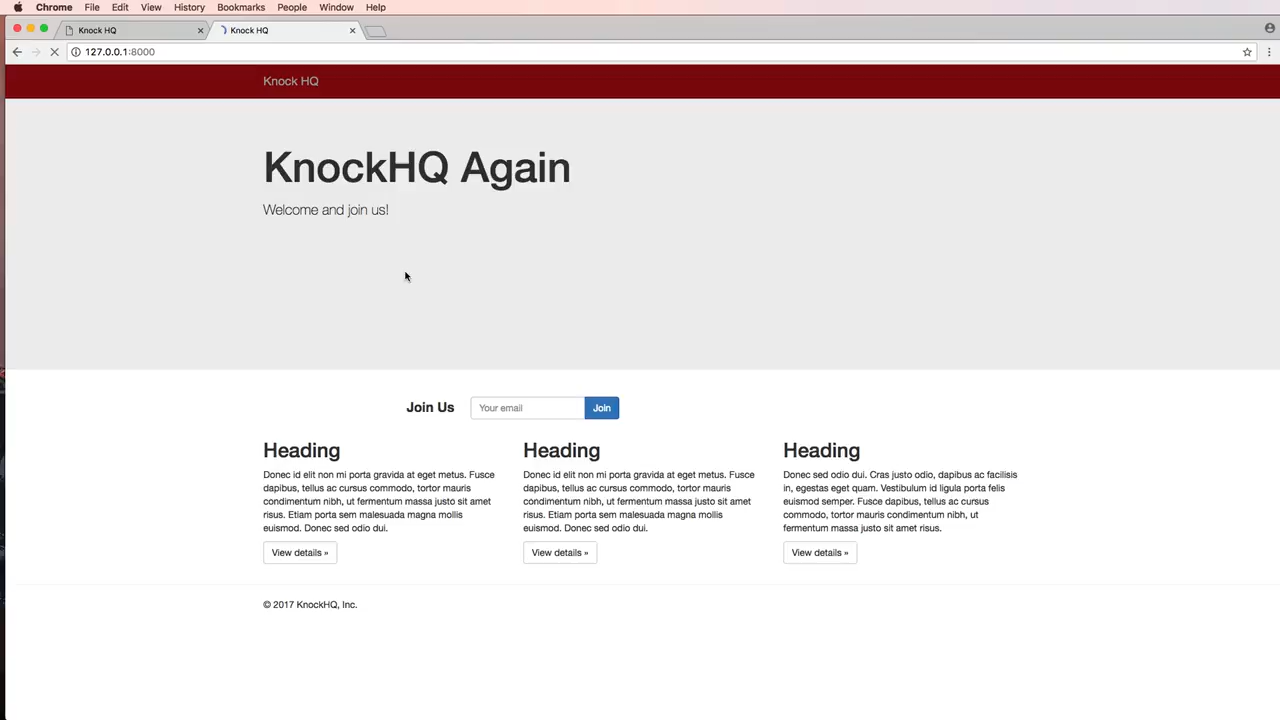 Chrome File Edit View History Bookmarks People Window Help
Knock HQ
Knock HQ
127.0.0.1:8000
Knock HQ
KnockHQ Again
Welcome and join us!
Join Us Your email Join
Heading
Donec id elit non mi porta gravida at eget metus. Fusce
dapibus, tellus ac cursus commodo, tortor mauris
condimentum nibh, ut fermentum massa justo sit amet
risus. Etiam porta sem malesuada magna mollis
euismod. Donec sed odio dui.
View details »
Heading
Donec id elit non mi porta gravida at eget metus. Fusce
dapibus, tellus ac cursus commodo, tortor mauris
condimentum nibh, ut fermentum massa justo sit amet
risus. Etiam porta sem malesuada magna mollis
euismod. Donec sed odio dui.
View details »
Heading
Donec sed odio dui. Cras justo odio, dapibus ac facilisis
in, egestas eget quam. Vestibulum id ligula porta felis
euismod semper. Fusce dapibus, tellus ac cursus
commodo, tortor mauris condimentum nibh, ut
fermentum massa justo sit amet risus.
View details »
© 2017 KnockHQ, Inc.